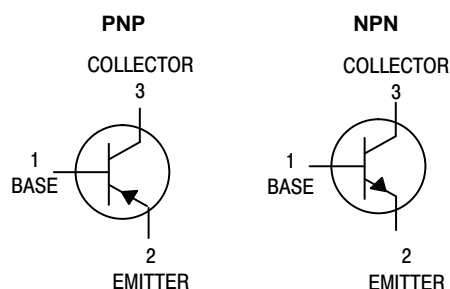 PNP
COLLECTOR
3
1
BASE
2
EMITTER
NPN
COLLECTOR
3
1
BASE
2
EMITTER